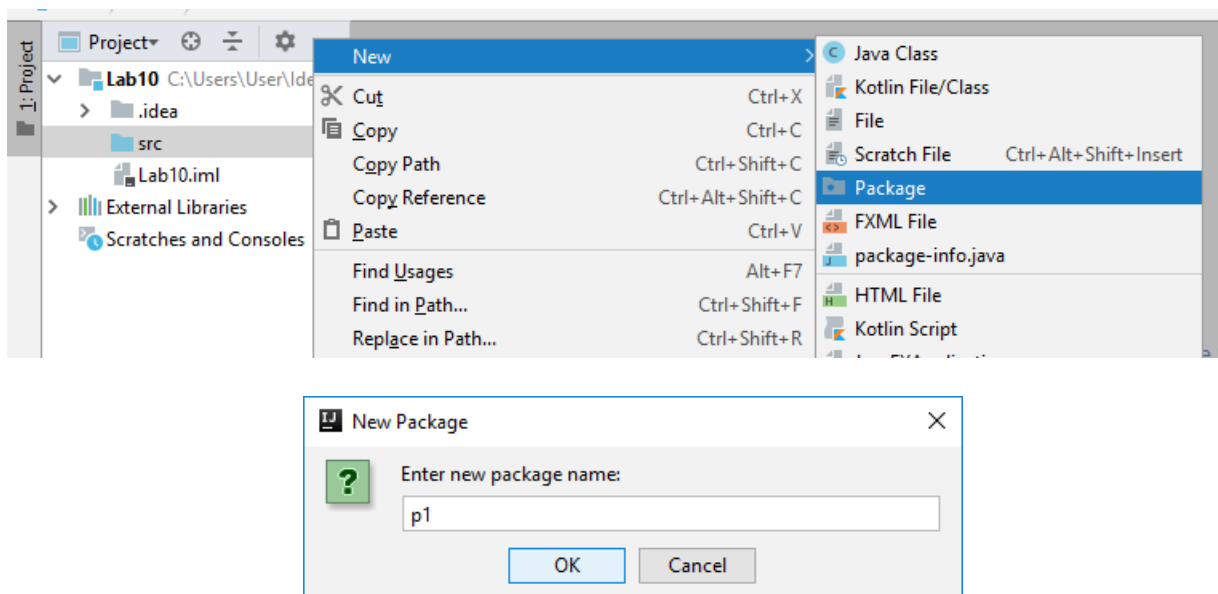 1: Project
Project
Lab10 C:\Users\User\Ide
.idea
src
Lab10.iml
External Libraries
Scratches and Consoles
New
Cut Ctrl+X
Copy Ctrl+C
Copy Path Ctrl+Shift+C
Copy Reference Ctrl+Alt+Shift+C
Paste Ctrl+V
Find Usages Alt+F7
Find in Path... Ctrl+Shift+F
Replace in Path... Ctrl+Shift+R
Java Class
Kotlin File/Class
File
Scratch File Ctrl+Alt+Shift+Insert
Package
FXML File
package-info.java
HTML File
Kotlin Script
New Package
Enter new package name:
p1
OK Cancel